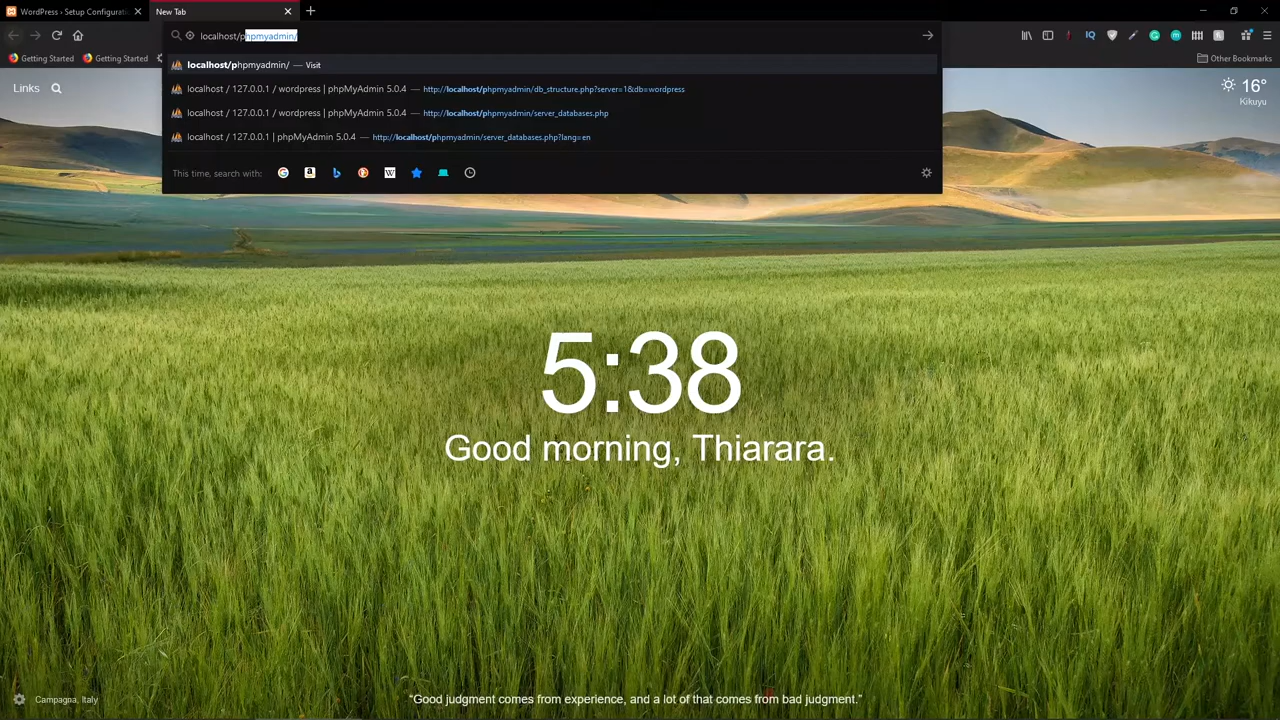 WordPress › Setup Configurati
New Tab
localhost/phpmyadmin/
Getting Started
Getting Started
Other Bookmarks
localhost/phpmyadmin/ — Visit
localhost / 127.0.0.1 / wordpress | phpMyAdmin 5.0.4 — http://localhost/phpmyadmin/db_structure.php?server=1&db=wordpress
localhost / 127.0.0.1 / wordpress | phpMyAdmin 5.0.4 — http://localhost/phpmyadmin/server_databases.php
localhost / 127.0.0.1 | phpMyAdmin 5.0.4 — http://localhost/phpmyadmin/server_databases.php?lang=en
This time, search with:
Links
16°
Kikuyu
5:38
Good morning, Thiarara.
Campagna, Italy
“Good judgment comes from experience, and a lot of that comes from bad judgment.”